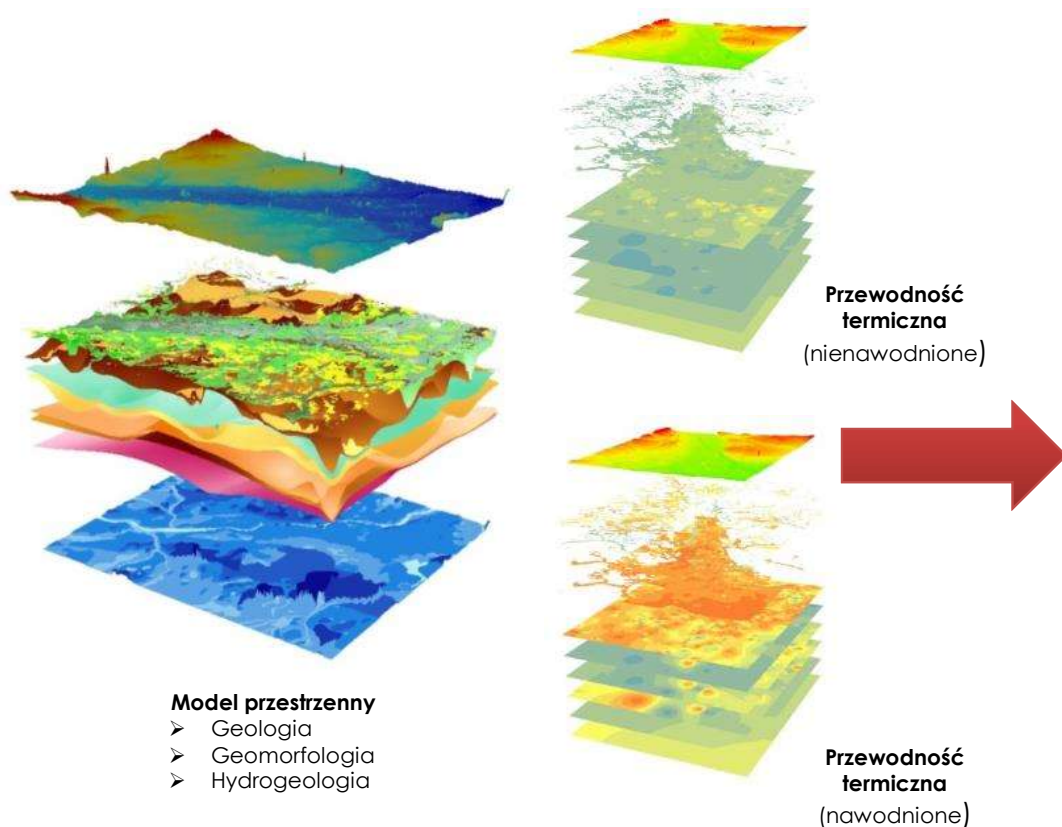 Przewodność
termiczna
(nienawodnione)
Model przestrzenny
➢ Geologia
➢ Geomorfologia
➢ Hydrogeologia
Przewodność
termiczna
(nawodnione)